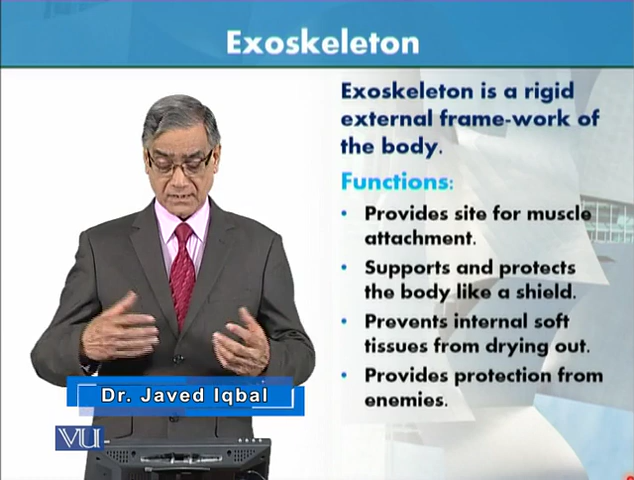 Exoskeleton
Exoskeleton is a rigid
external frame-work of
the body.
Functions:
• Provides site for muscle
attachment.
• Supports and protects
the body like a shield.
• Prevents internal soft
tissues from drying out.
• Provides protection from
enemies.
Dr. Javed Iqbal
VU